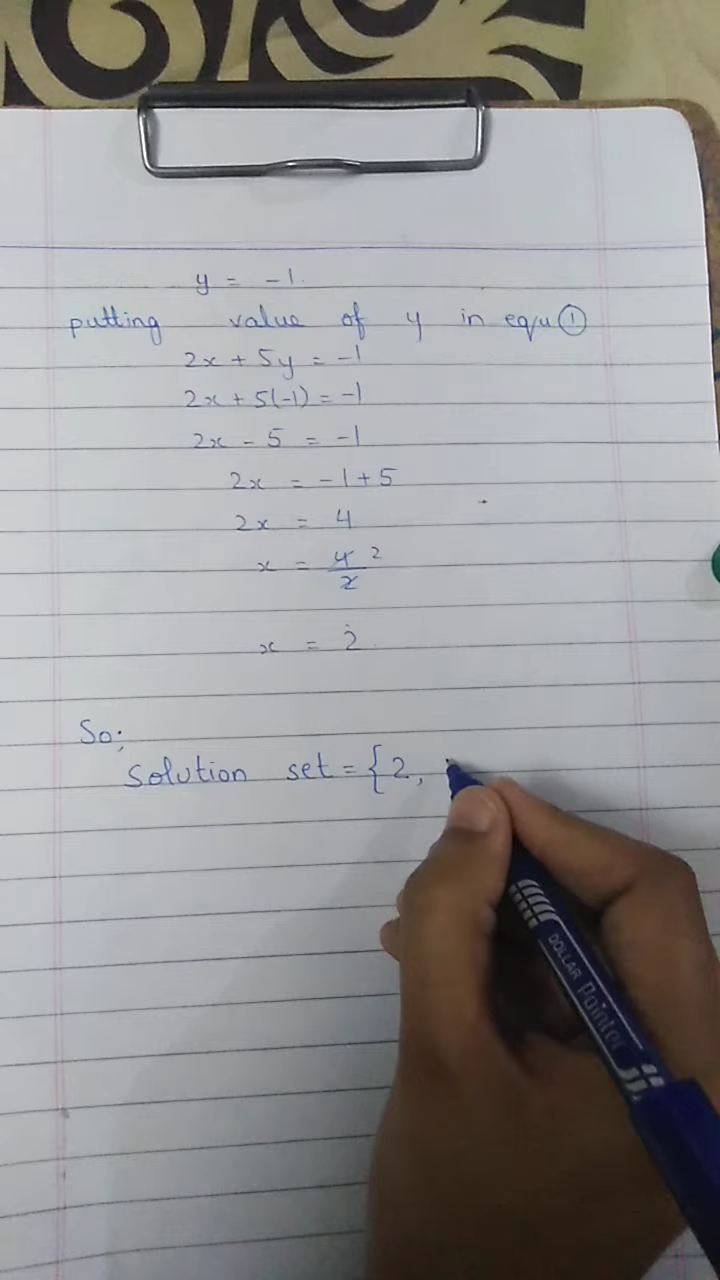 y = -1.
putting value of y in equ ①
2x + 5y = -1
2x + 5(-1) = -1
2x - 5 = -1
2x = -1 + 5
2x = 4
x = 4/2 2
x = 2
So;
Solution set = {2,
DOLLAR Pointer